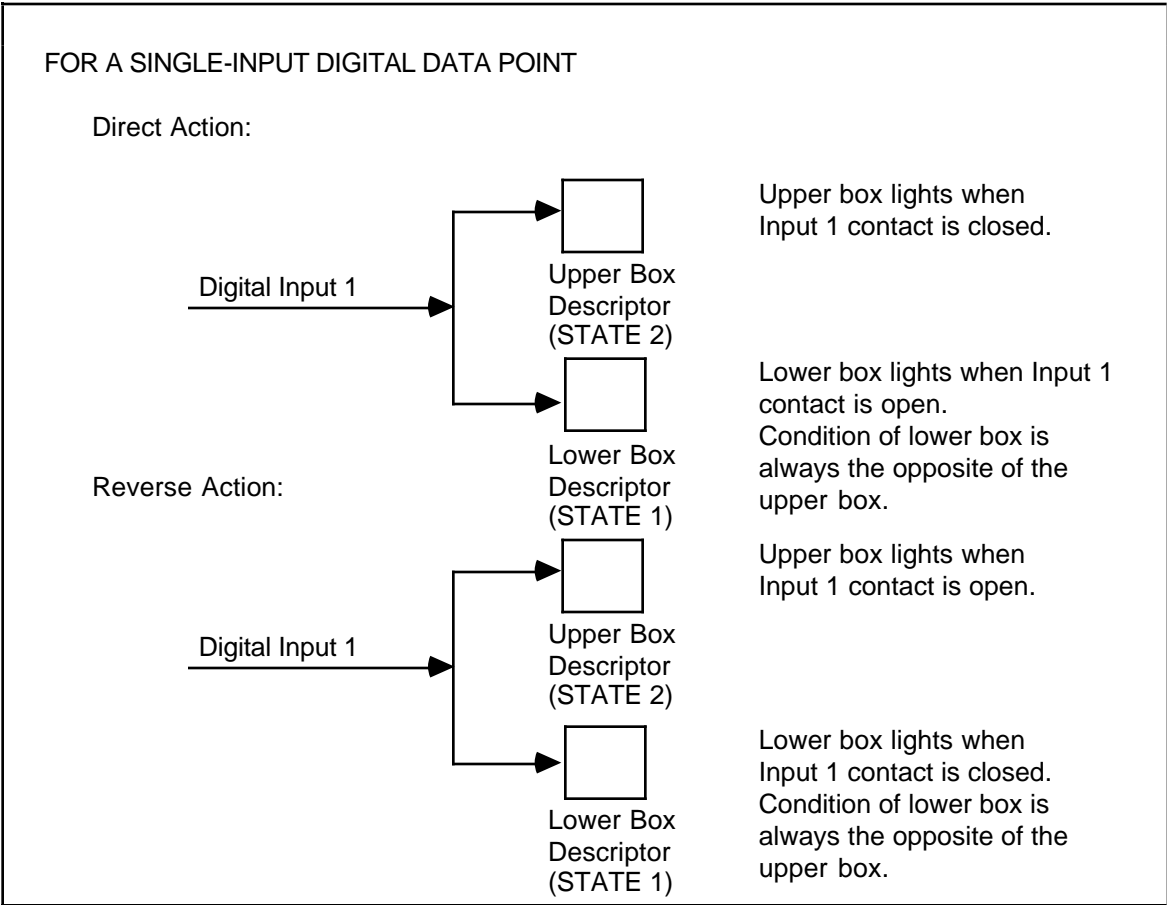 FOR A SINGLE-INPUT DIGITAL DATA POINT
Direct Action:
Digital Input 1
Upper Box
Descriptor
(STATE 2)
Upper box lights when
Input 1 contact is closed.
Lower Box
Descriptor
(STATE 1)
Lower box lights when Input 1
contact is open.
Condition of lower box is
always the opposite of the
upper box.
Reverse Action:
Digital Input 1
Upper Box
Descriptor
(STATE 2)
Upper box lights when
Input 1 contact is open.
Lower Box
Descriptor
(STATE 1)
Lower box lights when
Input 1 contact is closed.
Condition of lower box is
always the opposite of the
upper box.